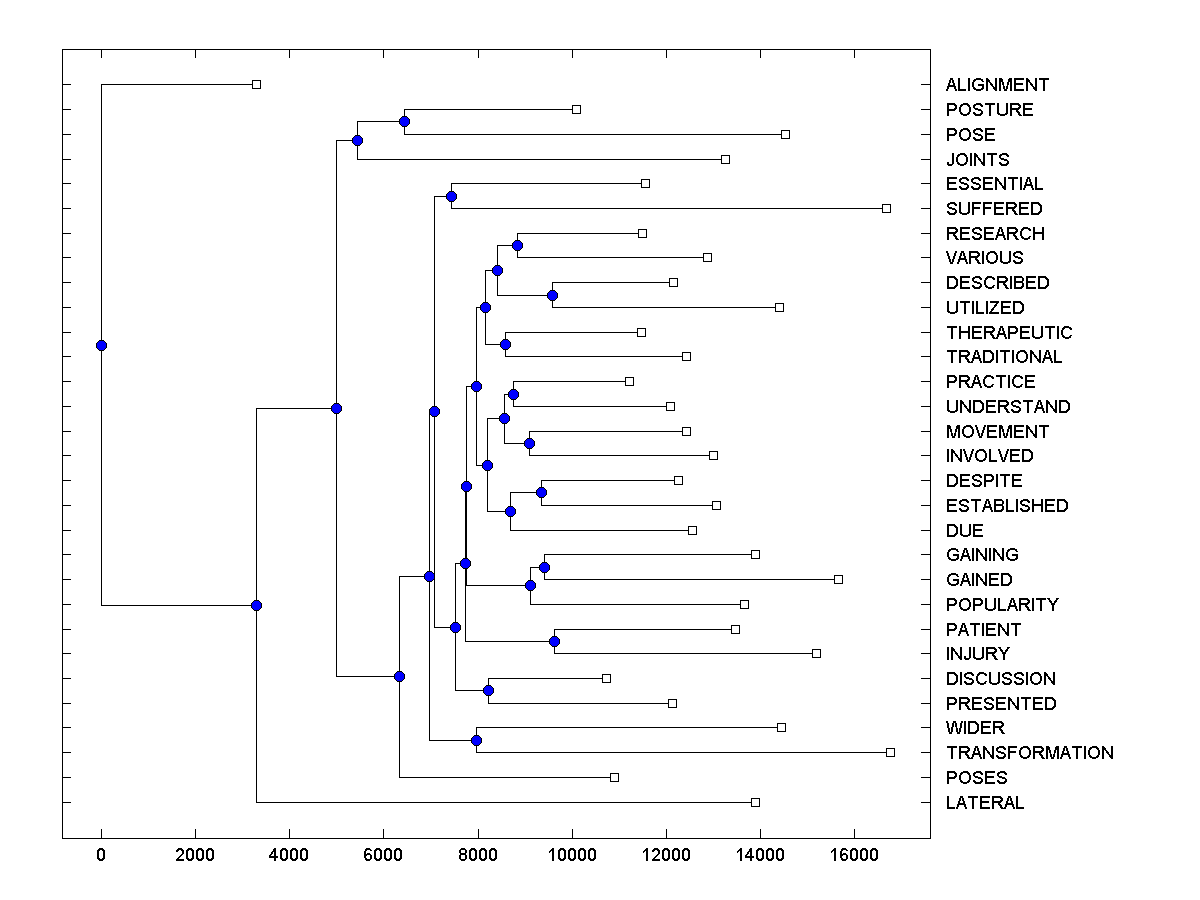 ALIGNMENT
POSTURE
POSE
JOINTS
ESSENTIAL
SUFFERED
RESEARCH
VARIOUS
DESCRIBED
UTILIZED
THERAPEUTIC
TRADITIONAL
PRACTICE
UNDERSTAND
MOVEMENT
INVOLVED
DESPITE
ESTABLISHED
DUE
GAINING
GAINED
POPULARITY
PATIENT
INJURY
DISCUSSION
PRESENTED
WIDER
TRANSFORMATION
POSES
LATERAL
0 2000 4000 6000 8000 10000 12000 14000 16000